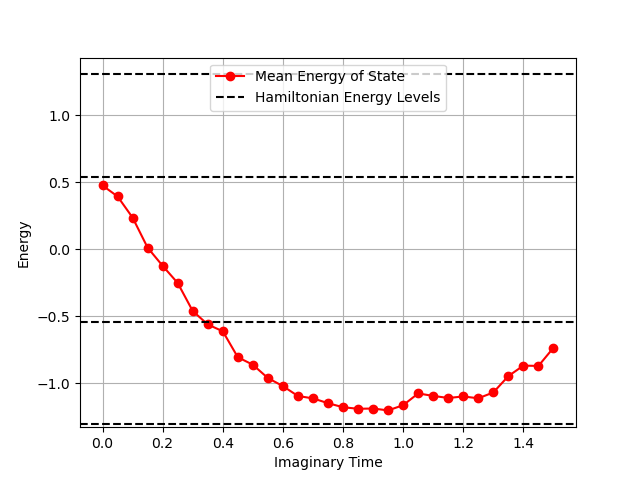 Mean Energy of State
Hamiltonian Energy Levels
1.0
0.5
0.0
−0.5
−1.0
Energy
0.0 0.2 0.4 0.6 0.8 1.0 1.2 1.4
Imaginary Time